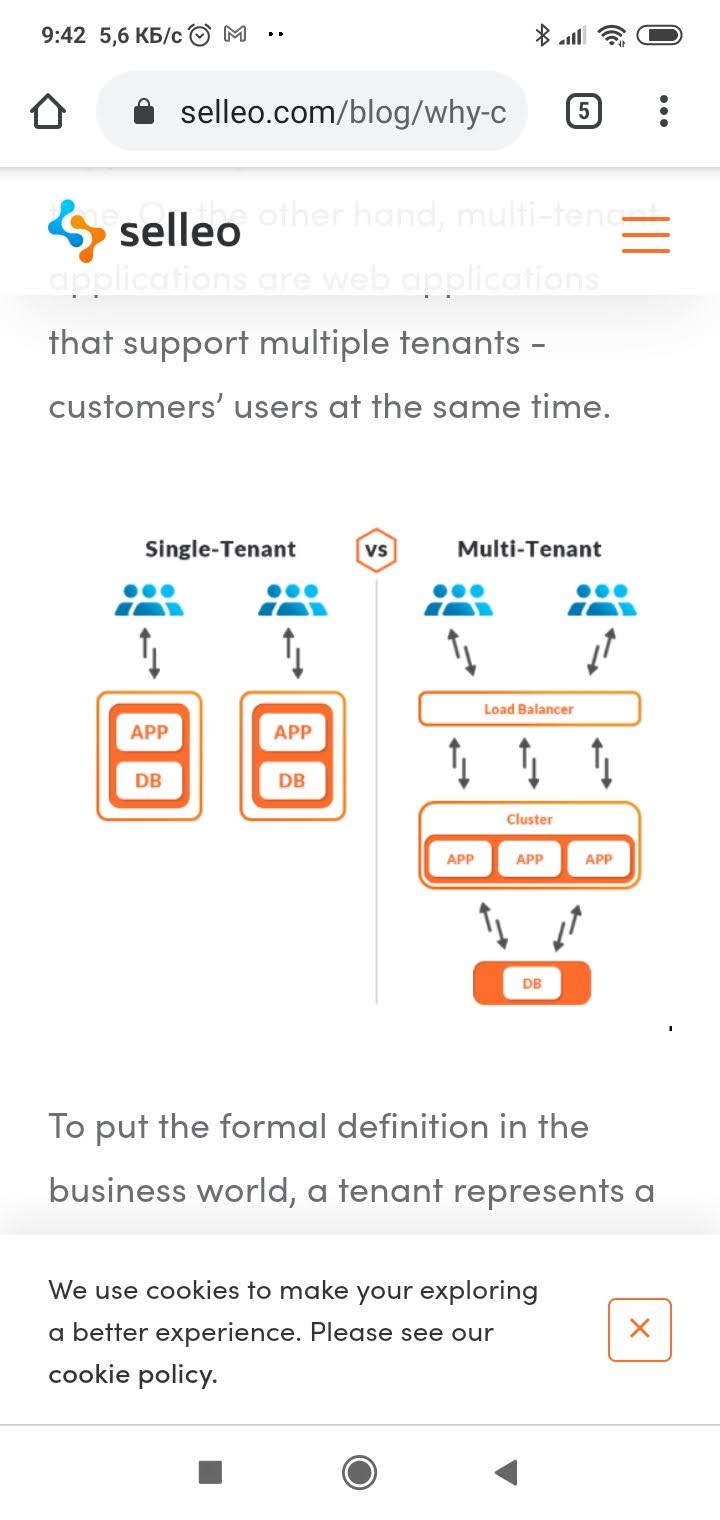 9:42 5,6 КБ/с
5
selleo.com/blog/why-c
selleo
the other hand, multi-tenant
applications are web applications
that support multiple tenants -
customers’ users at the same time.
Single-Tenant vs Multi-Tenant
APP APP
DB DB
Load Balancer
Cluster
APP APP APP
DB
To put the formal definition in the
business world, a tenant represents a
We use cookies to make your exploring
a better experience. Please see our
cookie policy.